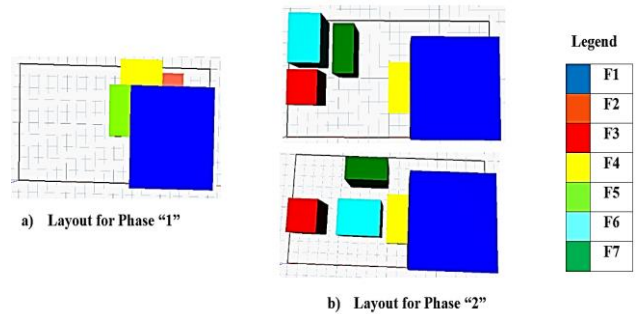 Legend
F1
F2
F3
F4
F5
F6
F7
a) Layout for Phase “1”
b) Layout for Phase “2”